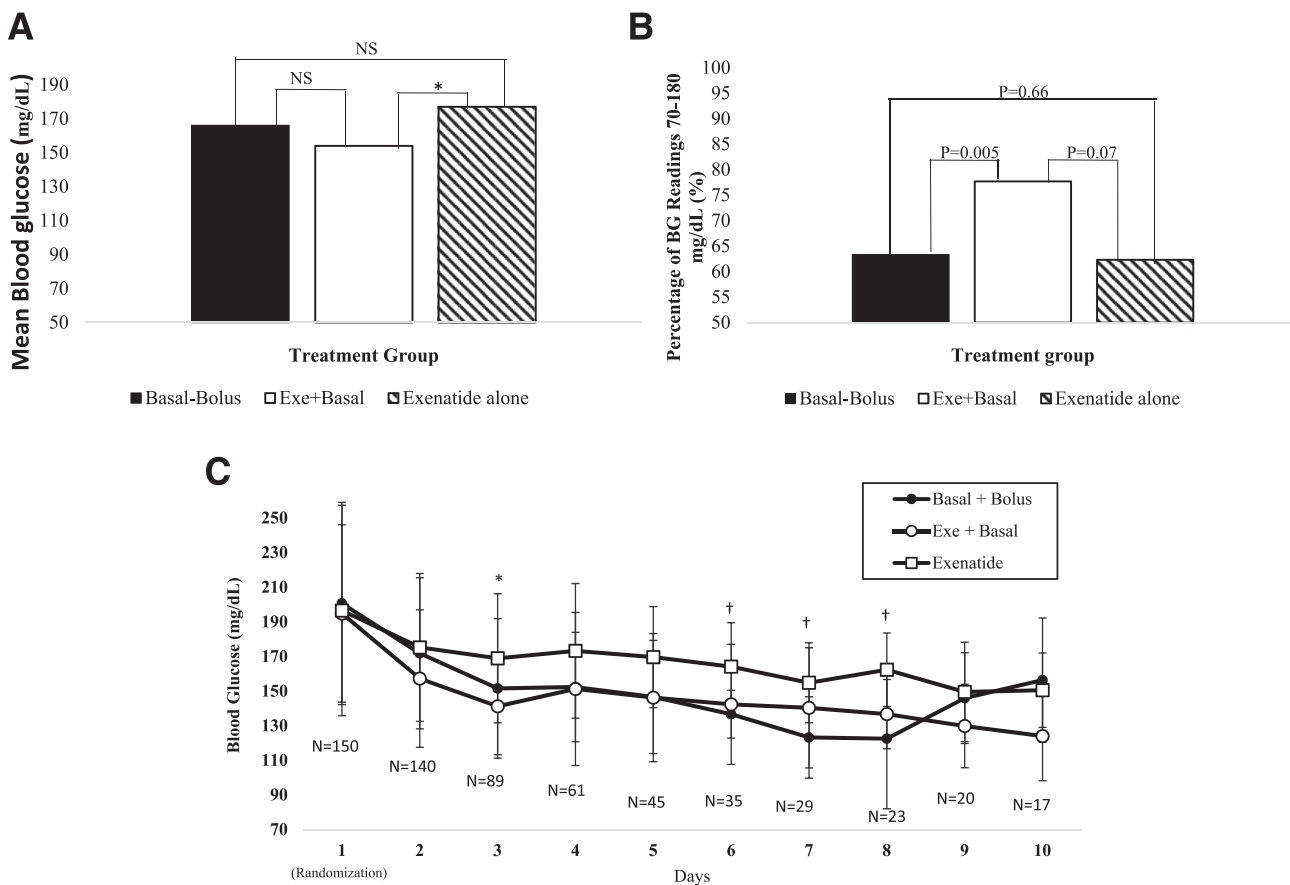 A
Mean Blood glucose (mg/dL)
190
170
150
130
110
90
70
50
NS
NS
*
Treatment Group
Basal-Bolus Exe+Basal Exenatide alone
B
Percentage of BG Readings 70-180
mg/dL (%)
100
95
90
85
80
75
70
65
60
55
50
P=0.66
P=0.005 P=0.07
Treatment group
Basal-Bolus Exe+Basal Exenatide alone
C
Blood Glucose (mg/dL)
250
230
210
190
170
150
130
110
90
70
Basal + Bolus
Exe + Basal
Exenatide
* † † †
N=150 N=140 N=89 N=61 N=45 N=35 N=29 N=23 N=20 N=17
1 2 3 4 5 6 7 8 9 10
(Randomization)
Days